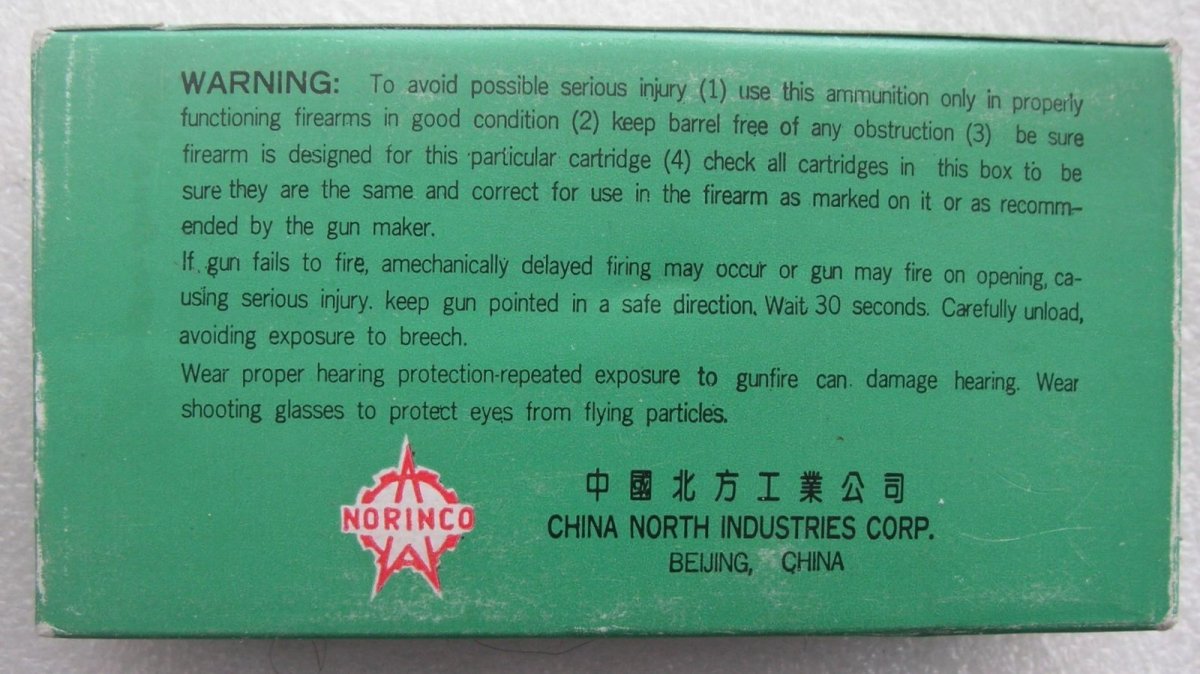 WARNING: To avoid possible serious injury (1) use this ammunition only in properly
functioning firearms in good condition (2) keep barrel free of any obstruction (3) be sure
firearm is designed for this particular cartridge (4) check all cartridges in this box to be
sure they are the same and correct for use in the firearm as marked on it or as recomm-
ended by the gun maker.
If gun fails to fire, amechanically delayed firing may occur or gun may fire on opening, ca-
using serious injury. keep gun pointed in a safe direction. Wait 30 seconds. Carefully unload,
avoiding exposure to breech.
Wear proper hearing protection-repeated exposure to gunfire can damage hearing. Wear
shooting glasses to protect eyes from flying particles.
NORINCO
中國北方工業公司
CHINA NORTH INDUSTRIES CORP.
BEIJING, CHINA